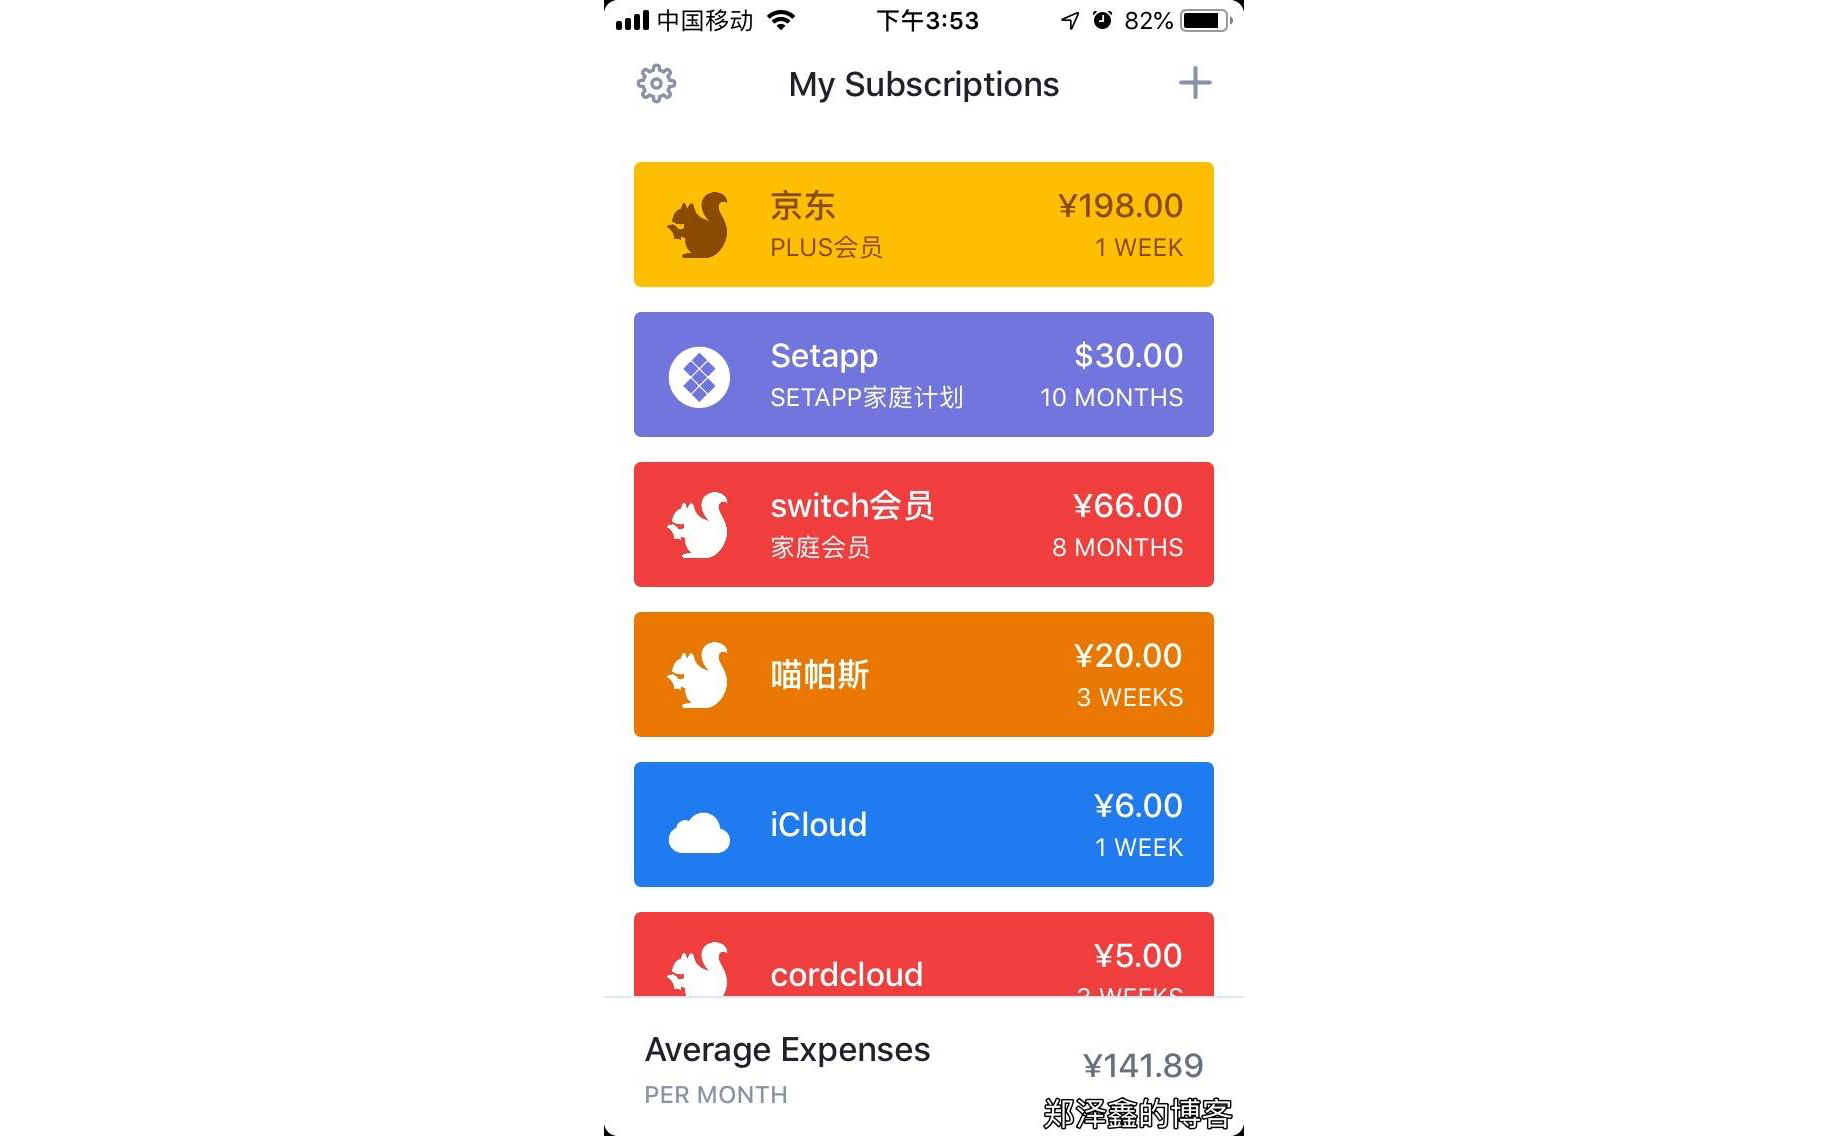 中国移动 下午3:53 82%
My Subscriptions
京东 ¥198.00
PLUS会员 1 WEEK
Setapp $30.00
SETAPP家庭计划 10 MONTHS
switch会员 ¥66.00
家庭会员 8 MONTHS
喵帕斯 ¥20.00
3 WEEKS
iCloud ¥6.00
1 WEEK
cordcloud ¥5.00
WEEKS
Average Expenses ¥141.89
PER MONTH
郑泽鑫的博客